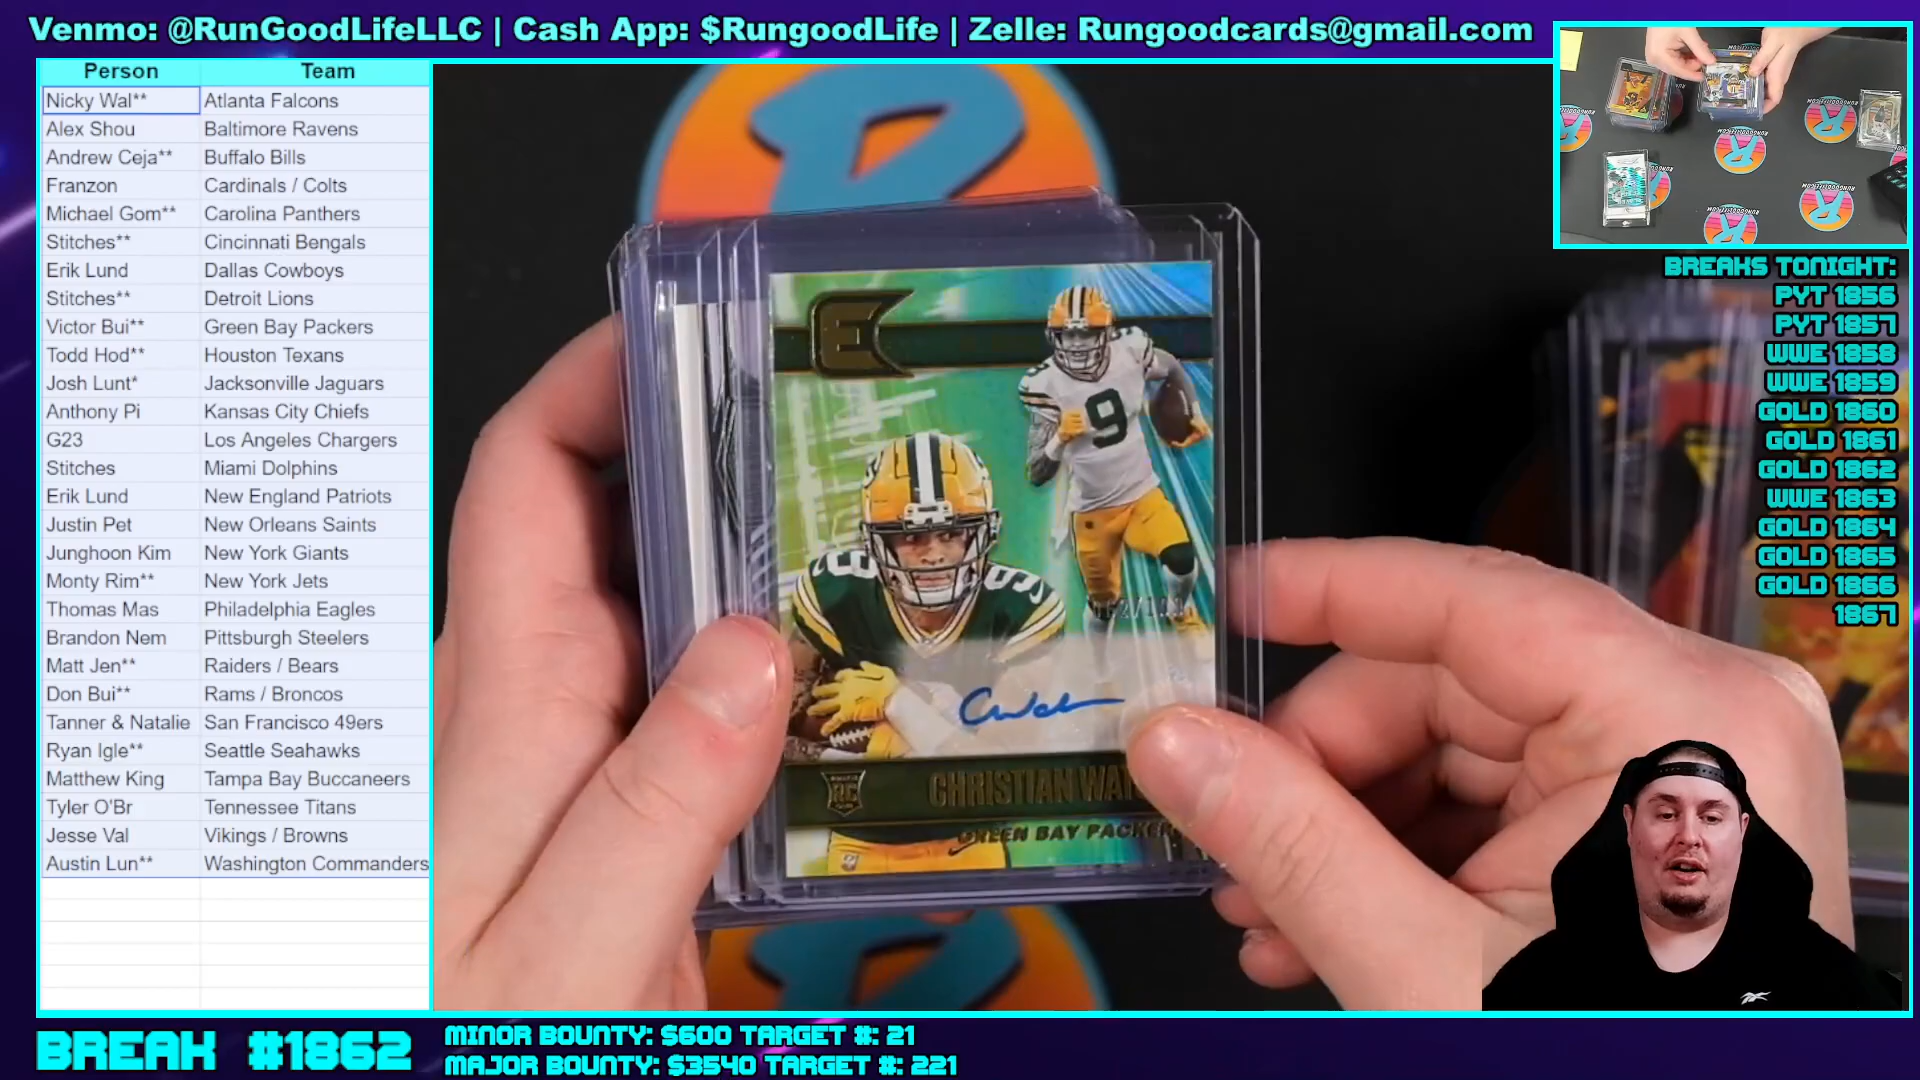 Venmo: @RunGoodLifeLLC | Cash App: $RungoodLife | Zelle: Rungoodcards@gmail.com
Person Team
Nicky Wal** Atlanta Falcons
Alex Shou Baltimore Ravens
Andrew Ceja** Buffalo Bills
Franzon Cardinals / Colts
Michael Gom** Carolina Panthers
Stitches** Cincinnati Bengals
Erik Lund Dallas Cowboys
Stitches** Detroit Lions
Victor Bui** Green Bay Packers
Todd Hod** Houston Texans
Josh Lunt* Jacksonville Jaguars
Anthony Pi Kansas City Chiefs
G23 Los Angeles Chargers
Stitches Miami Dolphins
Erik Lund New England Patriots
Justin Pet New Orleans Saints
Junghoon Kim New York Giants
Monty Rim** New York Jets
Thomas Mas Philadelphia Eagles
Brandon Nem Pittsburgh Steelers
Matt Jen** Raiders / Bears
Don Bui** Rams / Broncos
Tanner & Natalie San Francisco 49ers
Ryan Igle** Seattle Seahawks
Matthew King Tampa Bay Buccaneers
Tyler O'Br Tennessee Titans
Jesse Val Vikings / Browns
Austin Lun** Washington Commanders
E
9
RC
CHRISTIAN
GREEN BAY PACKER
BREAKS TONIGHT:
PYT 1856
PYT 1857
WWE 1858
WWE 1859
GOLD 1860
GOLD 1861
GOLD 1862
WWE 1863
GOLD 1864
GOLD 1865
GOLD 1866
1867
BREAK #1862
MINOR BOUNTY: $600 TARGET #: 21
MAJOR BOUNTY: $3540 TARGET #: 221